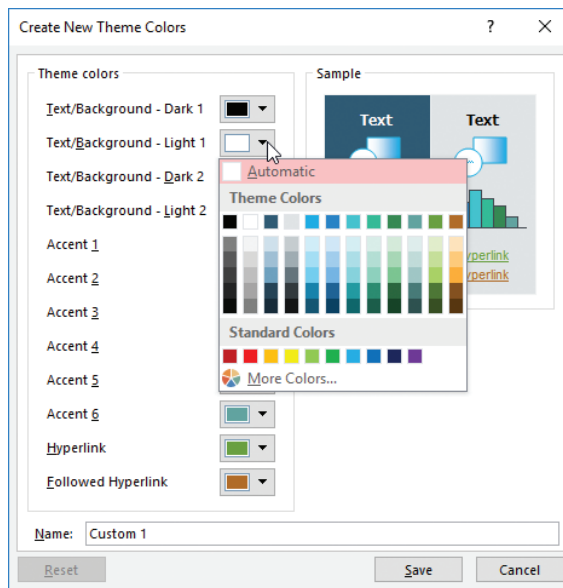 Create New Theme Colors ?
Theme colors
Sample
Text/Background - Dark 1
Text/Background - Light 1
Text/Background - Dark 2
Text/Background - Light 2
Accent 1
Accent 2
Accent 3
Accent 4
Accent 5
Accent 6
Hyperlink
Followed Hyperlink
Text Text
Automatic
Theme Colors
Standard Colors
More Colors...
Name: Custom 1
Reset Save Cancel